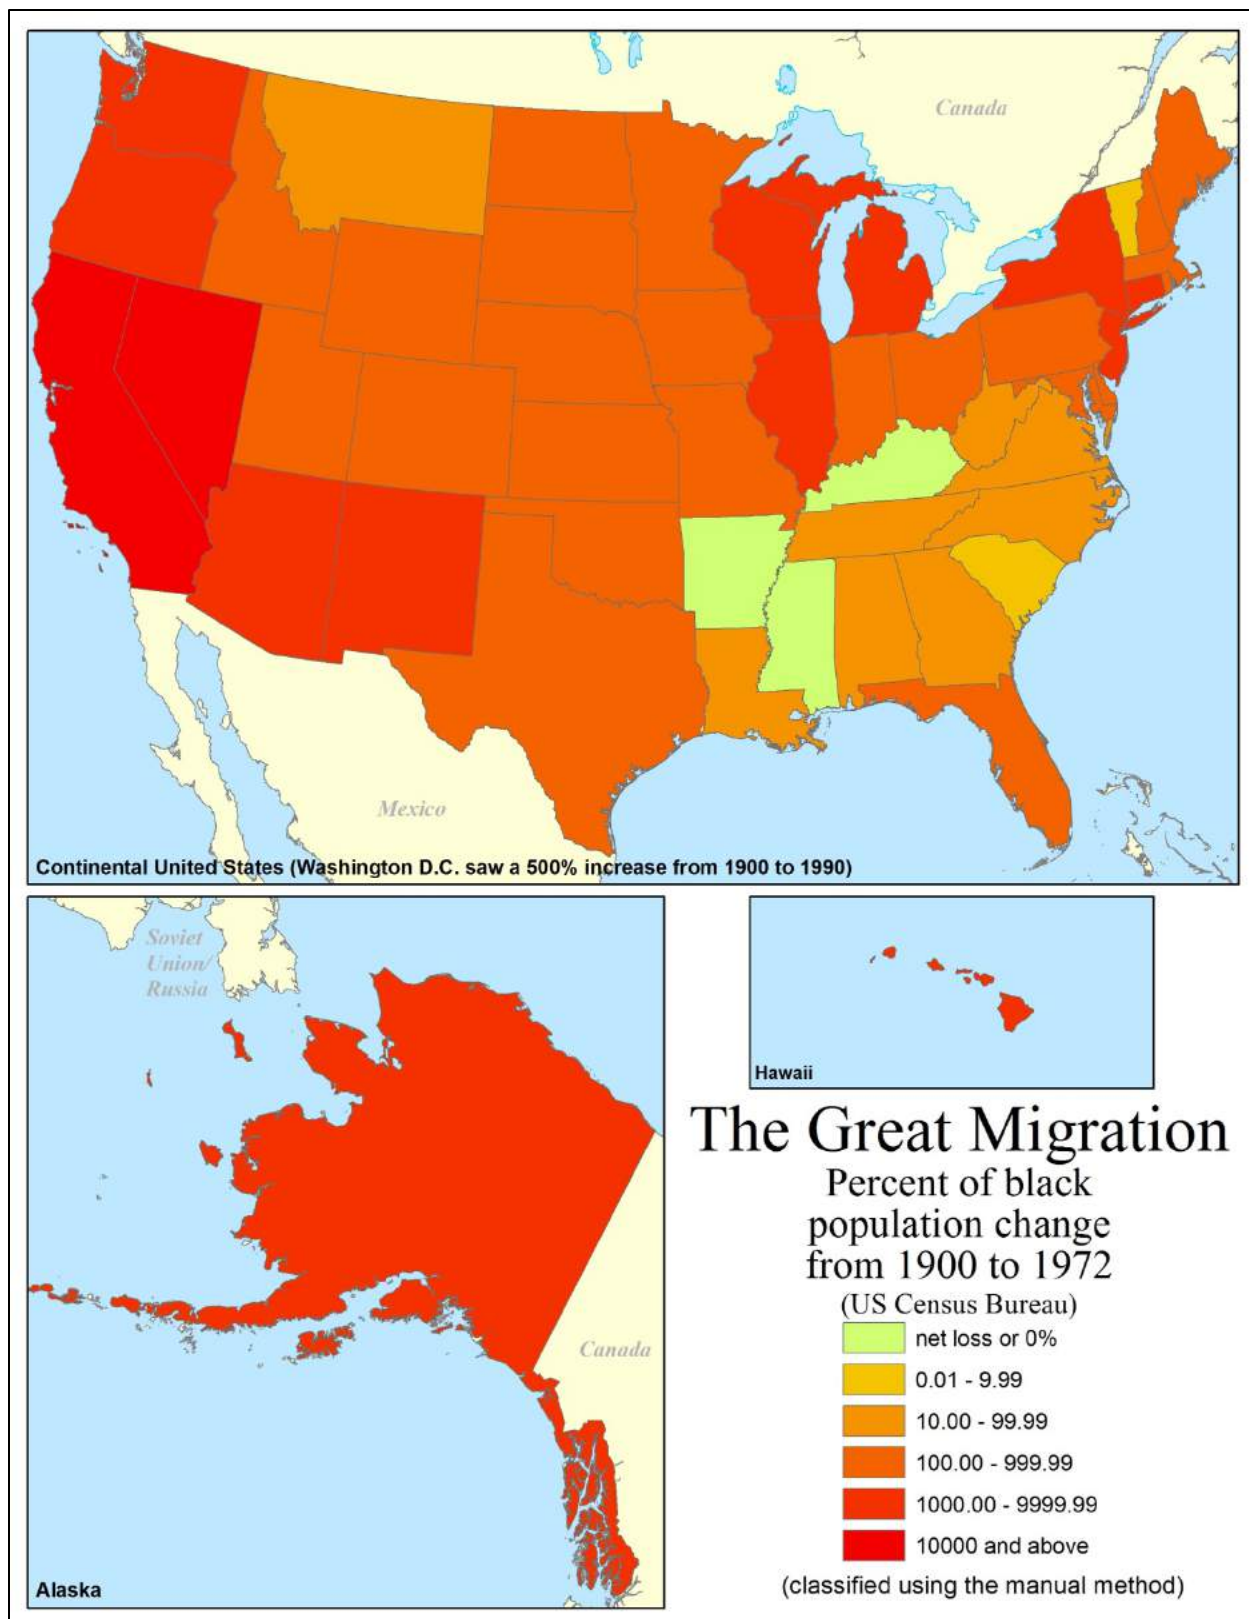 Canada
Mexico
Continental United States (Washington D.C. saw a 500% increase from 1900 to 1990)
Soviet
Union/
Russia
Canada
Alaska
Hawaii
The Great Migration
Percent of black
population change
from 1900 to 1972
(US Census Bureau)
net loss or 0%
0.01 - 9.99
10.00 - 99.99
100.00 - 999.99
1000.00 - 9999.99
10000 and above
(classified using the manual method)